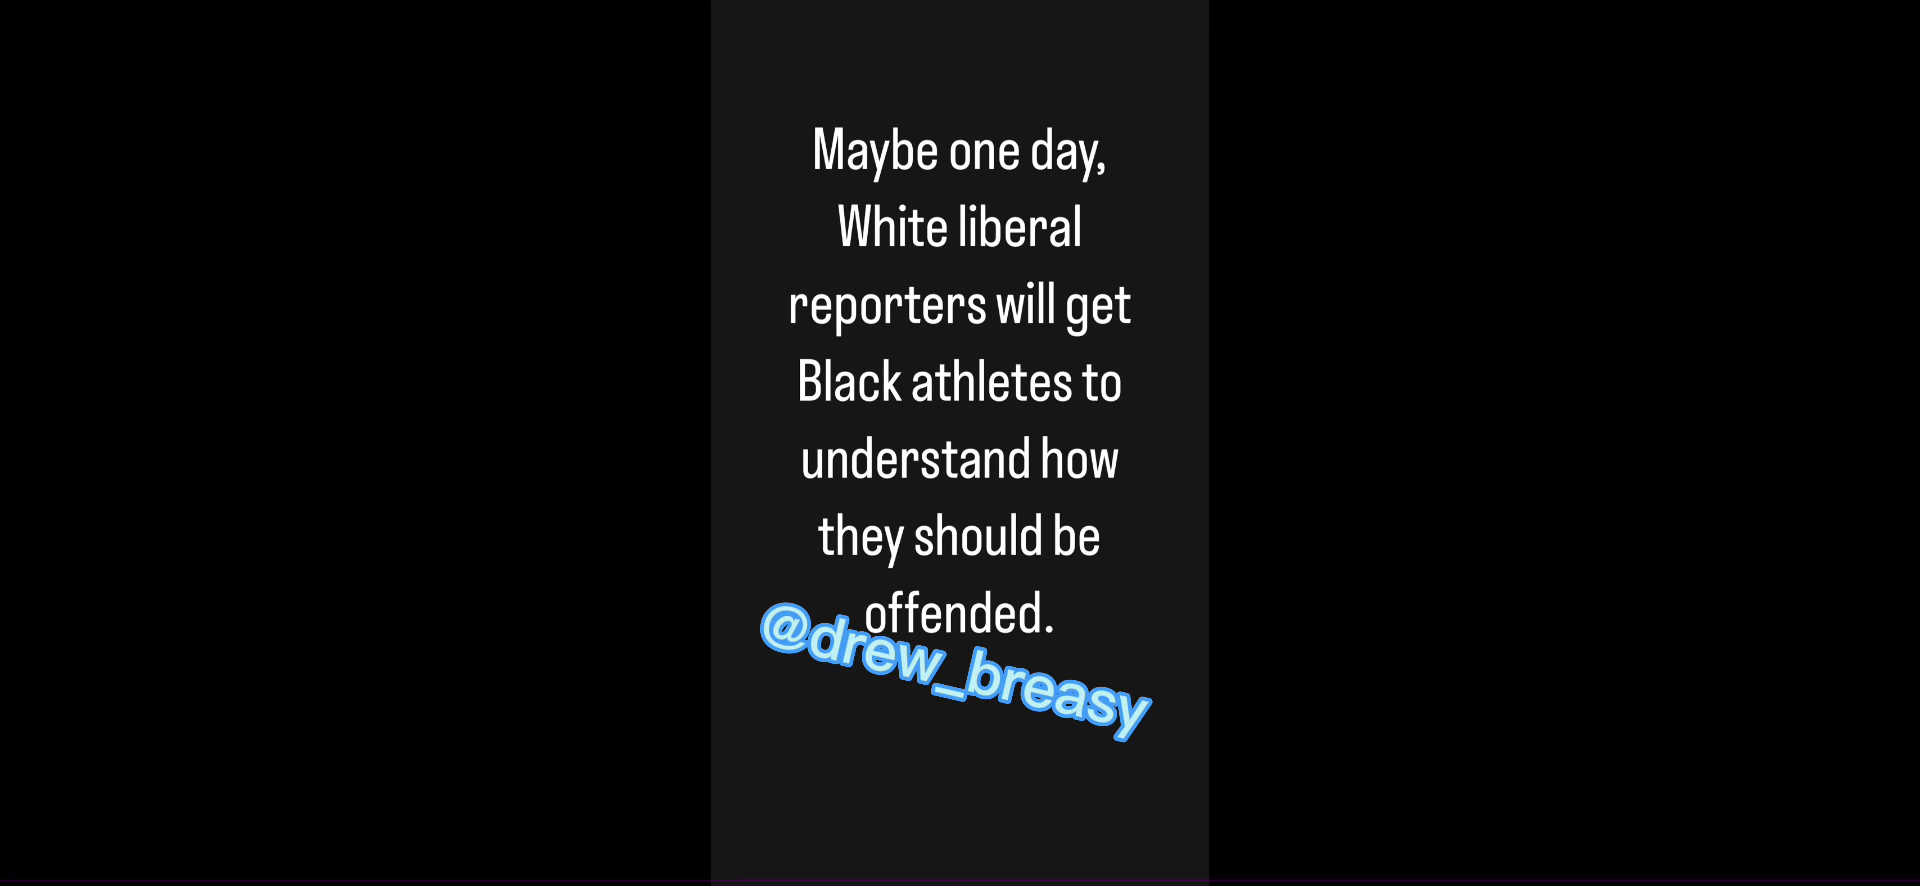 Maybe one day,
White liberal
reporters will get
Black athletes to
understand how
they should be
offended.
@drew_breasy